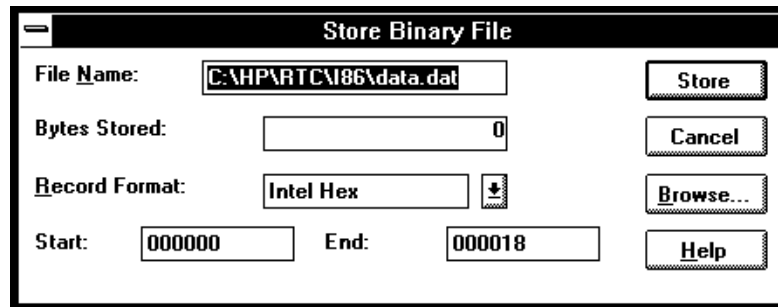 Store Binary File
File Name: C:\HP\RTC\I86\data.dat Store
Bytes Stored: 0 Cancel
Record Format: Intel Hex Browse...
Start: 000000 End: 000018 Help